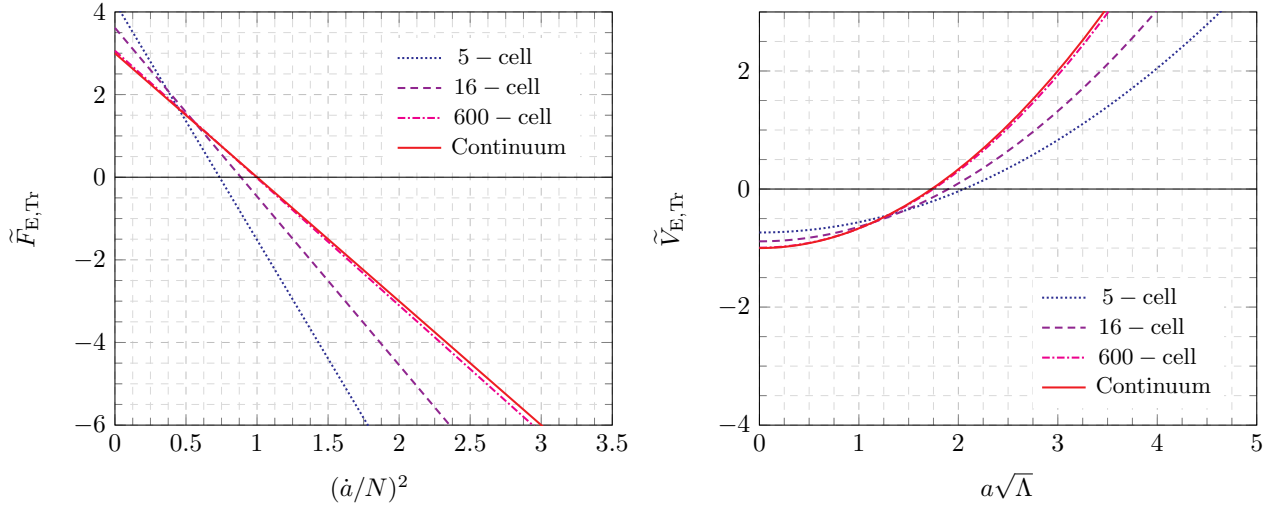 4
2
0
−2
−4
−6
0 0.5 1 1.5 2 2.5 3 3.5
(ȧ/N)²
F̃E,Tr
5 − cell
16 − cell
600 − cell
Continuum
2
0
−2
−4
0 1 2 3 4 5
a√Λ
ṼE,Tr
5 − cell
16 − cell
600 − cell
Continuum